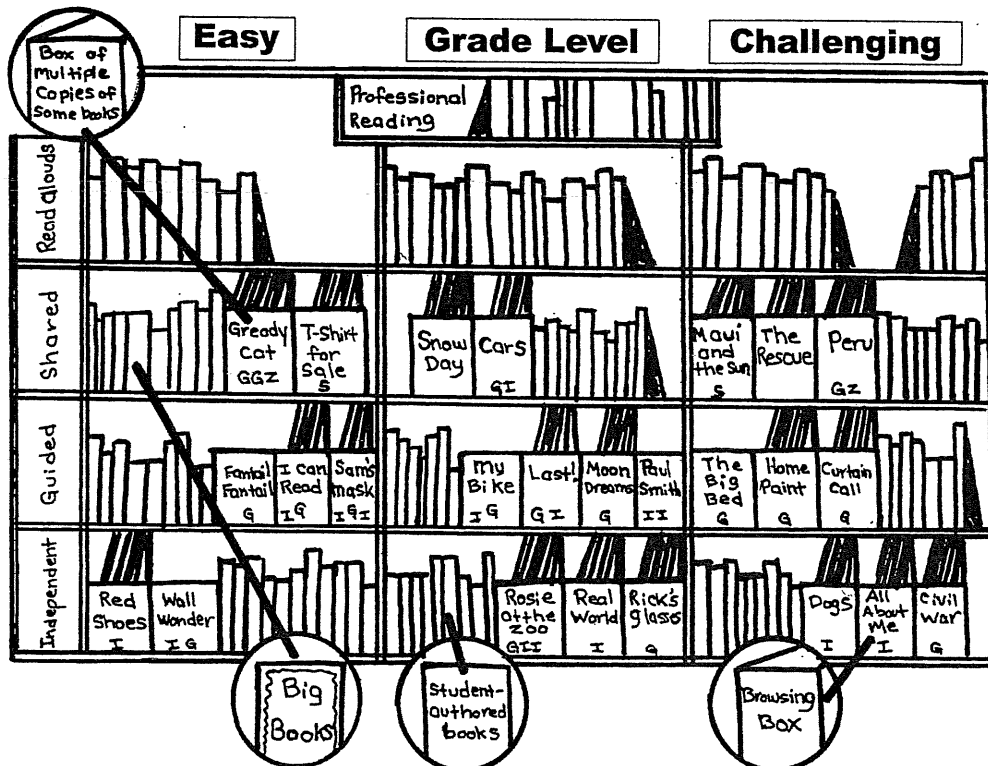 Easy
Grade Level
Challenging
Box of
Multiple
Copies of
Some books
Professional
Reading
Read alouds
Shared
Gready
Cat
GGZ
T-Shirt
for
Sale
S
Snow
Day
Cars
GI
Maui
and
the Sun
S
The
Rescue
Peru
GZ
Guided
Fantail
Fantail
G
I can
Read
IG
Sam's
mask
IGI
My
Bike
IG
Last!
GI
Moon
Dreams
G
Paul
Smith
II
The
Big
Bed
G
Home
Paint
G
Curtain
Call
G
Independent
Red
Shoes
I
Wall
Wonder
IG
Rosie
at the
Zoo
GII
Real
World
I
Rick's
glasses
G
Dogs
I
All
About
Me
I
Civil
War
G
Big
Books
Student-
authored
books
Browsing
Box